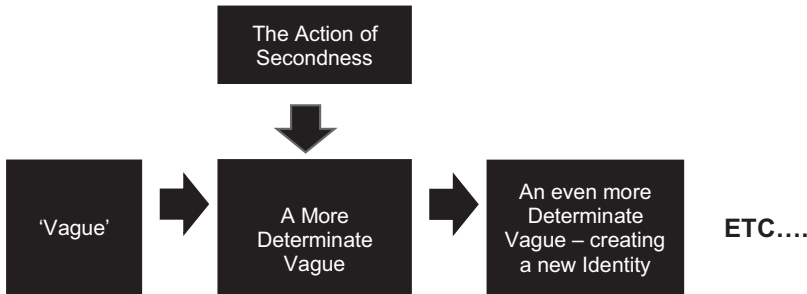 The Action of
Secondness
‘Vague’
A More
Determinate
Vague
An even more
Determinate
Vague – creating
a new Identity
ETC....